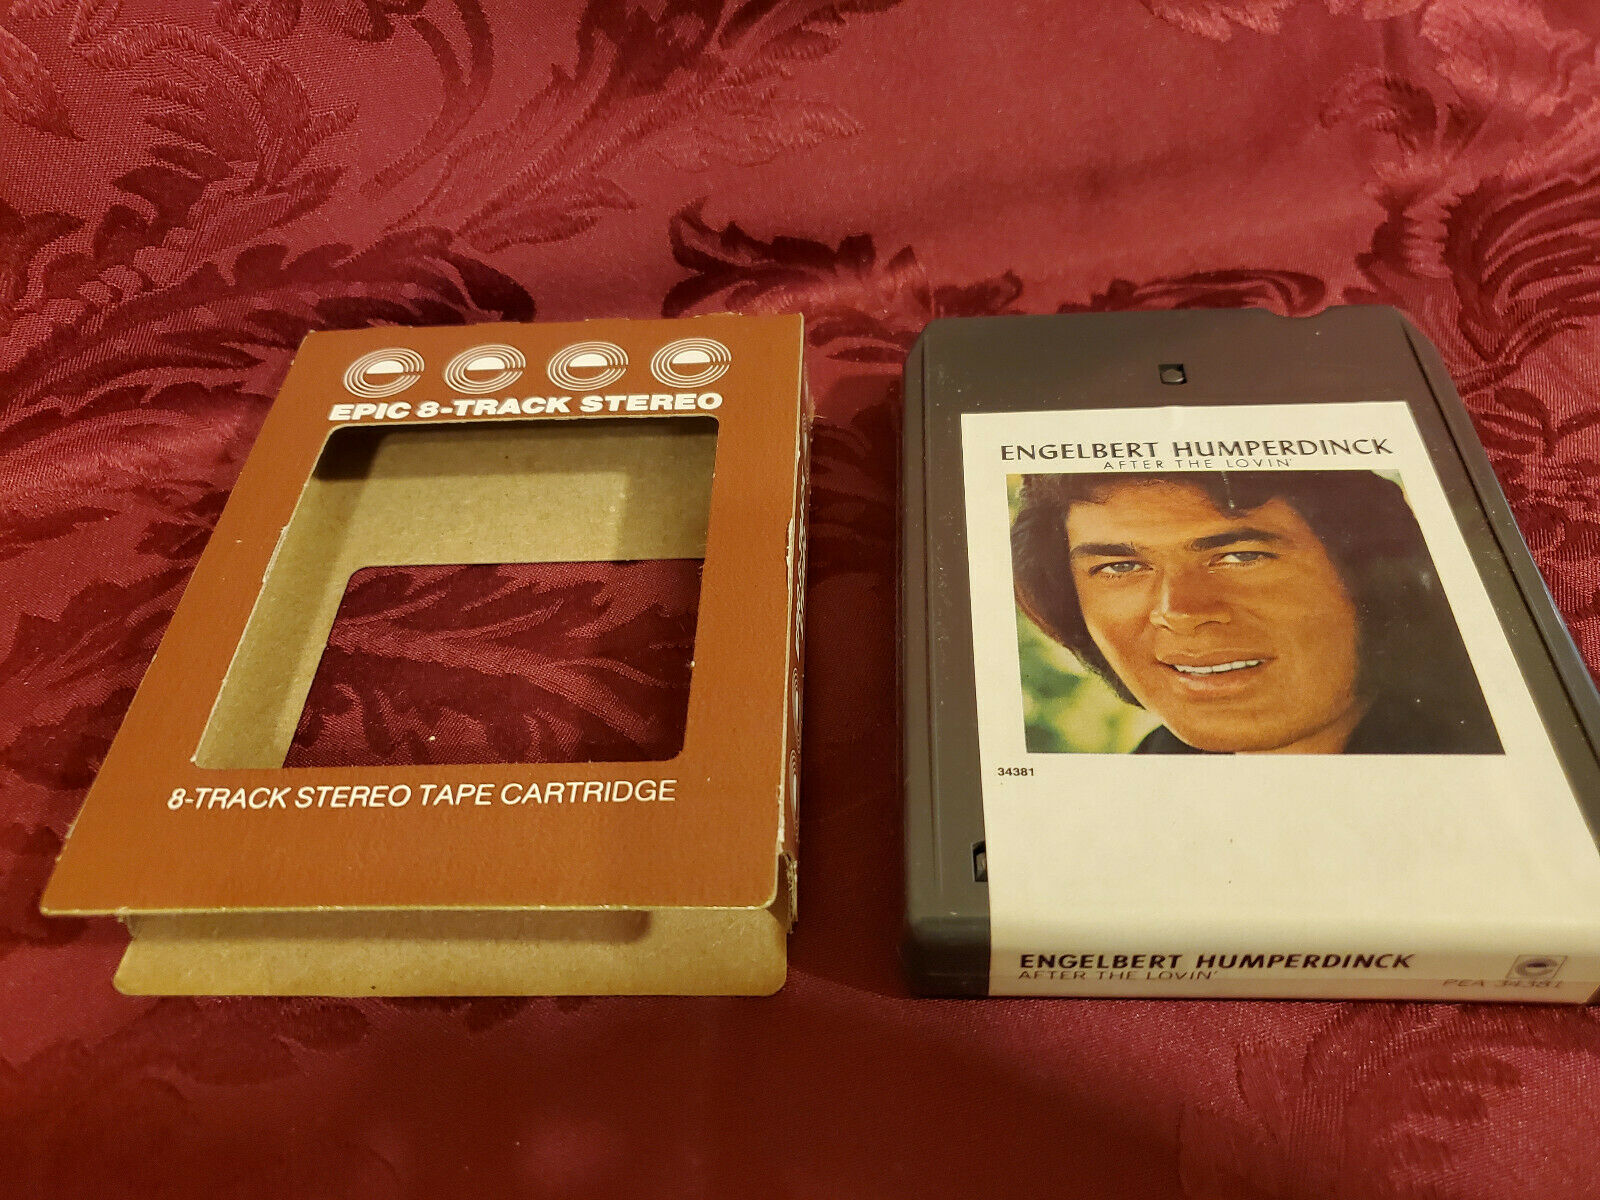 EPIC 8-TRACK STEREO
8-TRACK STEREO TAPE CARTRIDGE
ENGELBERT HUMPERDINCK
AFTER THE LOVIN'
34381
ENGELBERT HUMPERDINCK
AFTER THE LOVIN'
PEA 34381